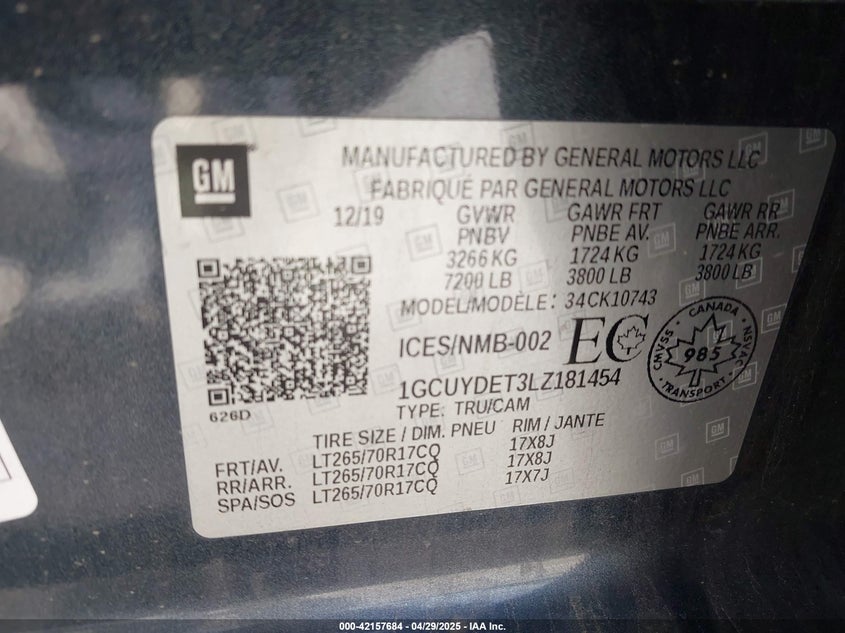 GM
MANUFACTURED BY GENERAL MOTORS LLC
FABRIQUÉ PAR GENERAL MOTORS LLC
12/19 GVWR GAWR FRT GAWR RR
PNBV PNBE AV. PNBE ARR.
3266 KG 1724 KG 1724 KG
7200 LB 3800 LB 3800 LB
MODEL/MODÈLE: 34CK10743
ICES/NMB-002 EC
CANADA CMVSS NSVAC 985 TRANSPORT
1GCUYDET3LZ181454
626D TYPE: TRU/CAM
TIRE SIZE / DIM. PNEU RIM / JANTE
FRT/AV. LT265/70R17CQ 17X8J
RR/ARR. LT265/70R17CQ 17X8J
SPA/SOS LT265/70R17CQ 17X7J
000-42157684 - 04/29/2025 - IAA Inc.